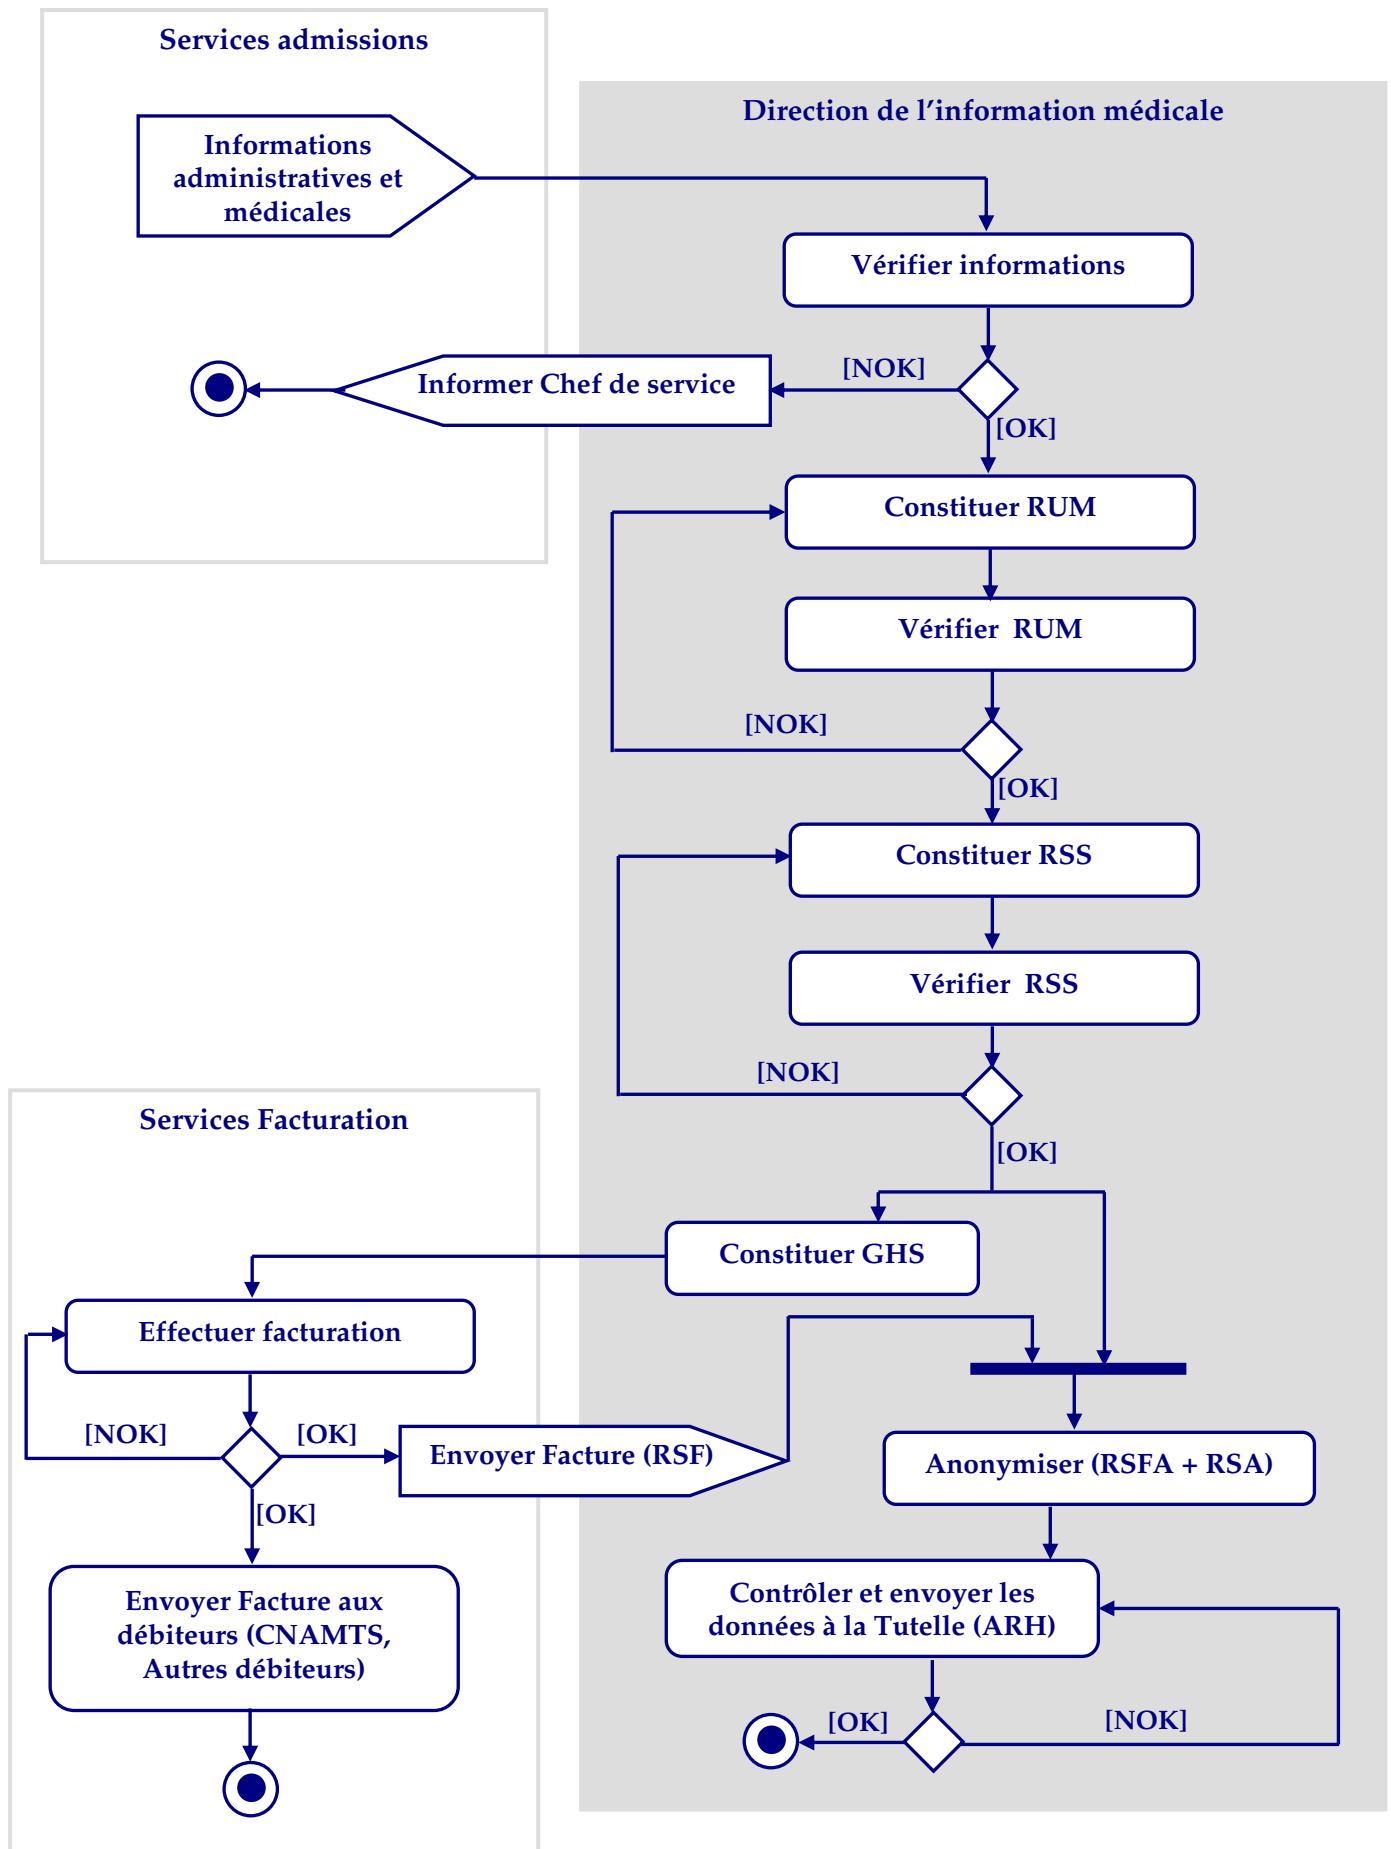 Services admissions
Direction de l'information médicale
Informations
administratives et
médicales
Vérifier informations
[NOK]
Informer Chef de service
[OK]
Constituer RUM
Vérifier  RUM
[NOK]
[OK]
Constituer RSS
Vérifier  RSS
[NOK]
[OK]
Services Facturation
Constituer GHS
Effectuer facturation
[NOK]
[OK]
Envoyer Facture (RSF)
Anonymiser (RSFA + RSA)
[OK]
Envoyer Facture aux
débiteurs (CNAMTS,
Autres débiteurs)
Contrôler et envoyer les
données à la Tutelle (ARH)
[OK]
[NOK]